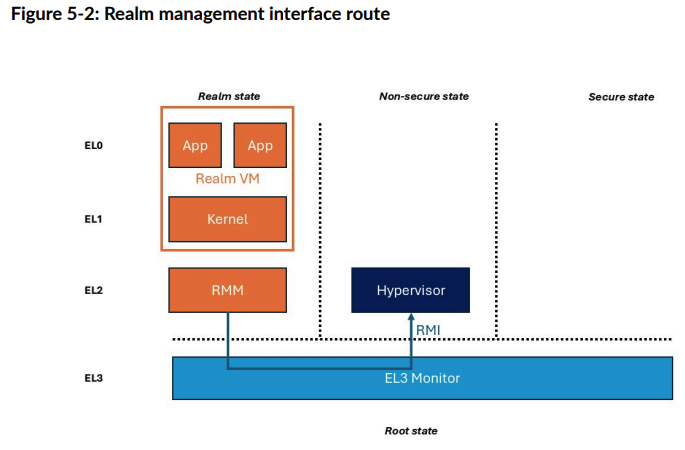 Figure 5-2: Realm management interface route
Realm state
Non-secure state
Secure state
EL0
App
App
Realm VM
EL1
Kernel
EL2
RMM
Hypervisor
RMI
EL3
EL3 Monitor
Root state